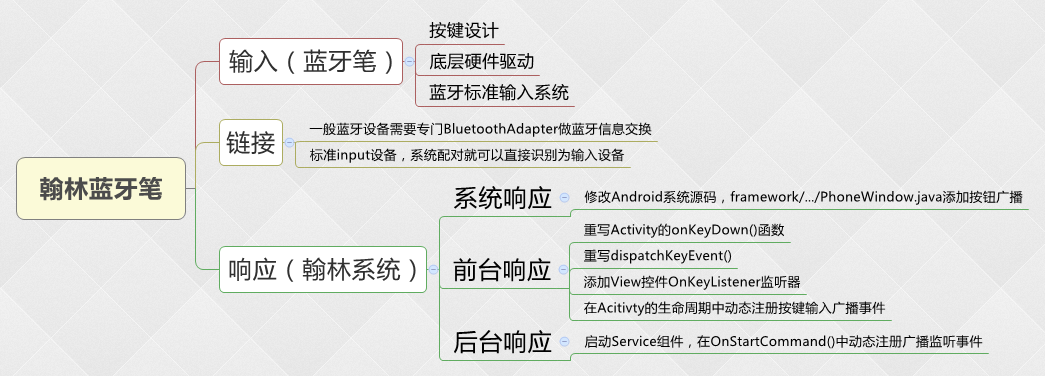 翰林蓝牙笔
输入（蓝牙笔）
按键设计
底层硬件驱动
蓝牙标准输入系统
链接
一般蓝牙设备需要专门BluetoothAdapter做蓝牙信息交换
标准input设备，系统配对就可以直接识别为输入设备
响应（翰林系统）
系统响应
修改Android系统源码，framework/.../PhoneWindow.java添加按钮广播
前台响应
重写Activity的onKeyDown()函数
重写dispatchKeyEvent()
添加View控件OnKeyListener监听器
在Acitivty的生命周期中动态注册按键输入广播事件
后台响应
启动Service组件，在OnStartCommand()中动态注册广播监听事件